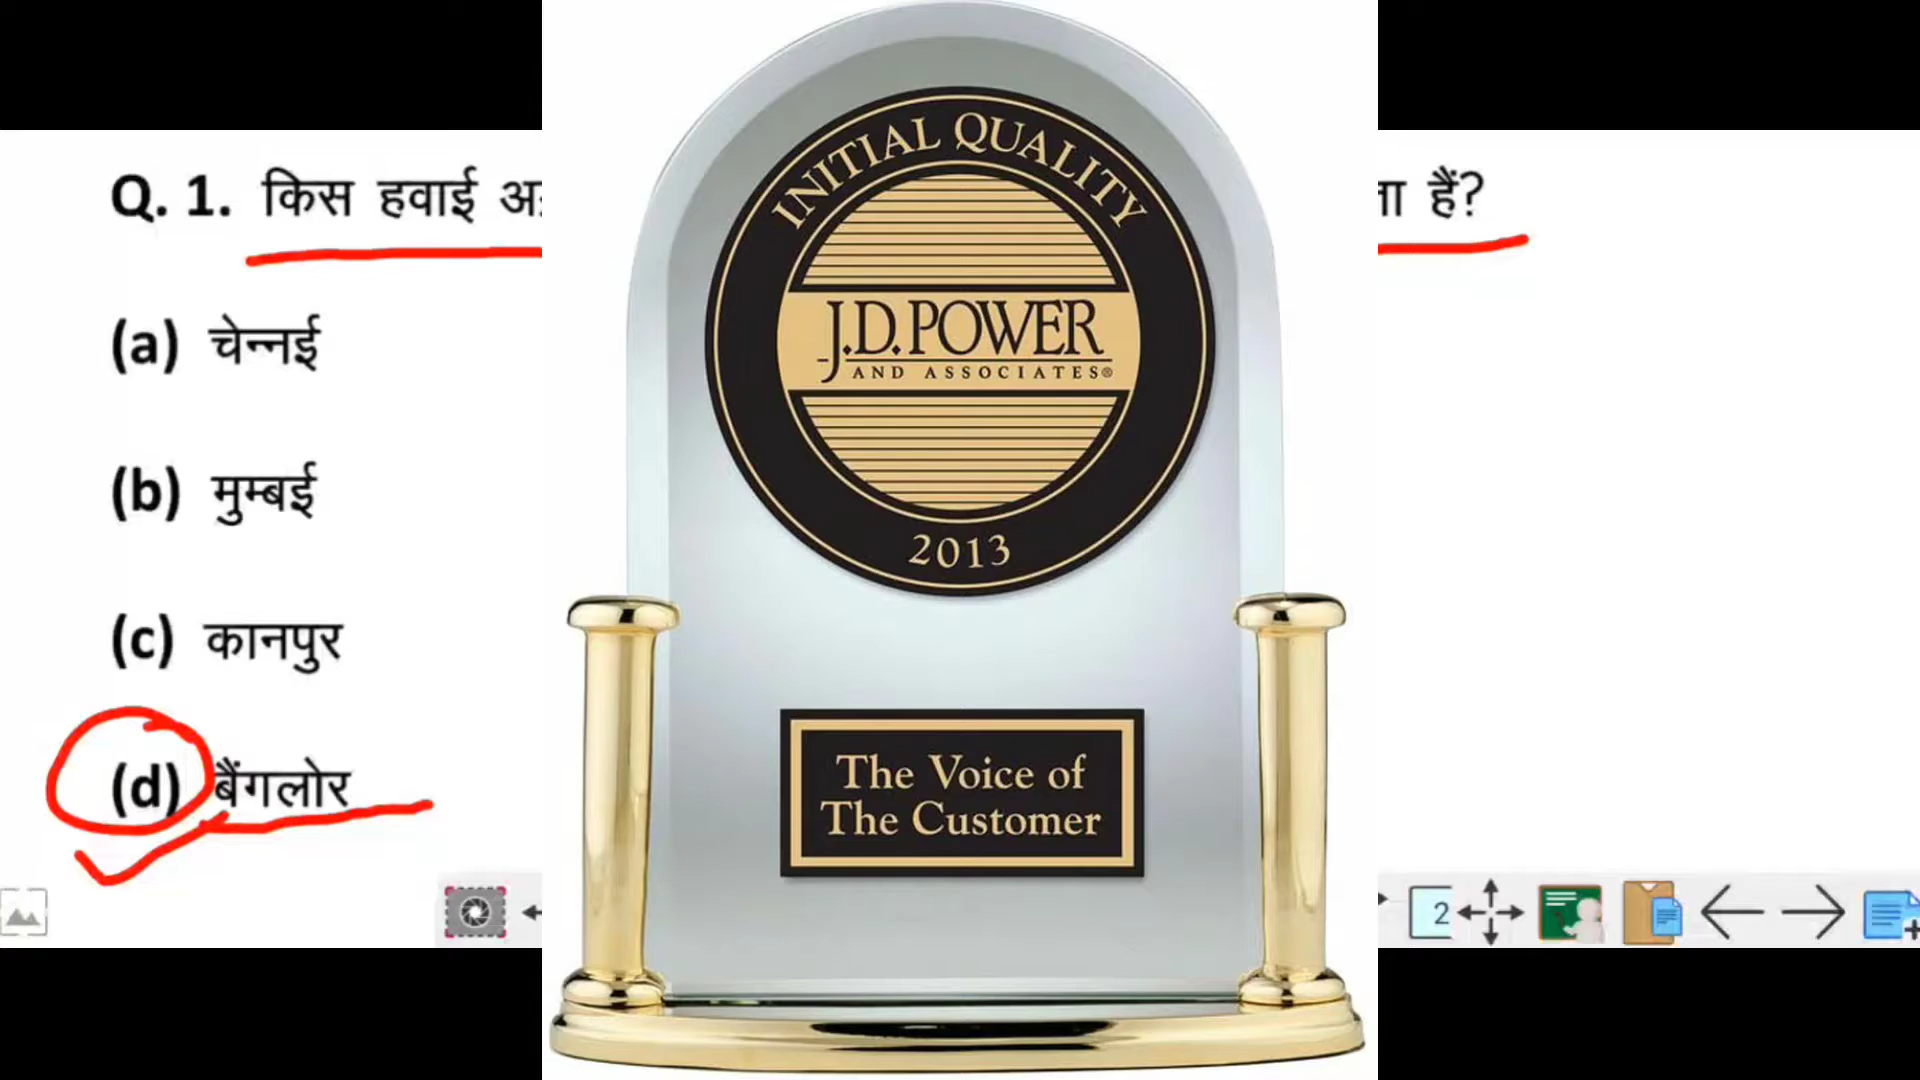 Q. 1. किस हवाई
ता हैं?
(a) चेन्नई
(b) मुम्बई
(c) कानपुर
(d) बैंगलोर
INITIAL QUALITY
J.D. POWER
AND ASSOCIATES®
2013
The Voice of
The Customer
2